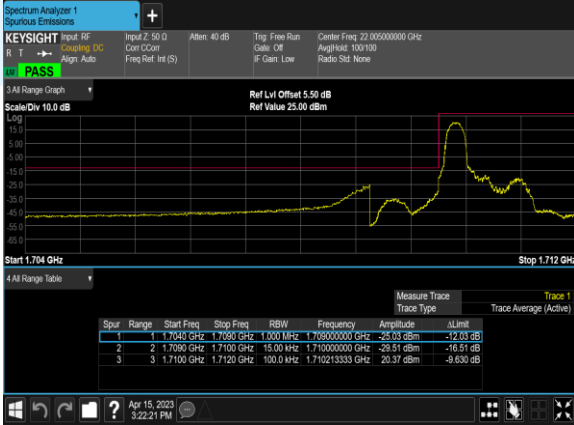 Spectrum Analyzer 1
Spurious Emissions
+
KEYSIGHT Input: RF Input Z: 50 Ω Atten: 40 dB Trig: Free Run Center Freq: 22.005000000 GHz
R T Coupling: DC Corr CCorr Gate: Off Avg|Hold: 100/100
Align: Auto Freq Ref: Int (S) IF Gain: Low Radio Std: None
PASS
3 All Range Graph
Ref Lvl Offset 5.50 dB
Scale/Div 10.0 dB Ref Value 25.00 dBm
Log
15.0
5.00
-5.00
-15.0
-25.0
-35.0
-45.0
-55.0
-65.0
Start 1.704 GHz Stop 1.712 GHz
4 All Range Table
Measure Trace Trace 1
Trace Type Trace Average (Active)
Spur Range Start Freq Stop Freq RBW Frequency Amplitude ΔLimit
1 1 1.7040 GHz 1.7090 GHz 1.000 MHz 1.709000000 GHz -25.03 dBm -12.03 dB
2 2 1.7090 GHz 1.7100 GHz 15.00 kHz 1.710000000 GHz -29.51 dBm -16.51 dB
3 3 1.7100 GHz 1.7120 GHz 100.0 kHz 1.710213333 GHz 20.37 dBm -9.630 dB
? Apr 15, 2023
3:22:21 PM